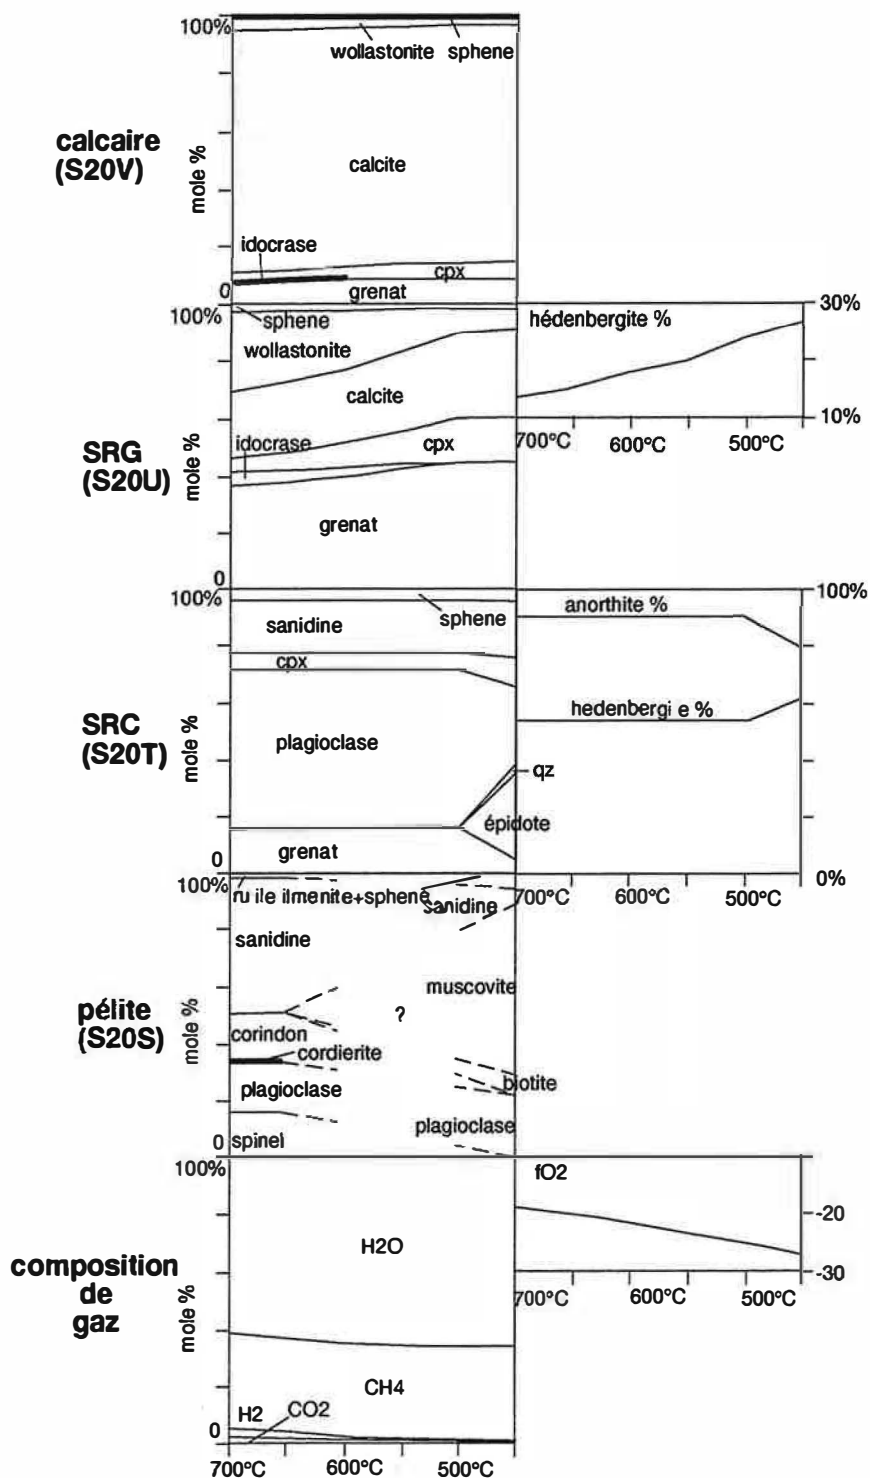 100%
wollastonite
sphene
calcaire
(S20V)
mole %
calcite
idocrase
cpx
grenat
0
100%
sphene
wollastonite
calcite
SRG
(S20U)
mole %
idocrase
cpx
grenat
0
hédenbergite %
30%
10%
700°C
600°C
500°C
100%
sphene
sanidine
cpx
SRC
(S20T)
mole %
plagioclase
qz
épidote
grenat
0
anorthite %
100%
hedenbergi e %
0%
700°C
600°C
500°C
100%
ru ile ilmenite+sphene
sanidine
sanidine
muscovite
pélite
(S20S)
mole %
?
corindon
cordierite
plagioclase
biotite
plagioclase
0
spinel
100%
H2O
composition
de
gaz
mole %
CH4
H2
CO2
0
700°C
600°C
500°C
fO2
-20
-30
700°C
600°C
500°C